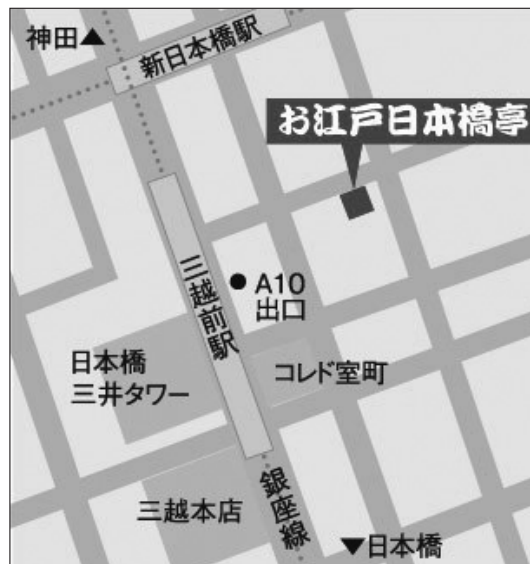 神田▲
新日本橋駅
お江戸日本橋亭
三越前駅
●A10
出口
日本橋
三井タワー
コレド室町
三越本店
銀座線
▼日本橋